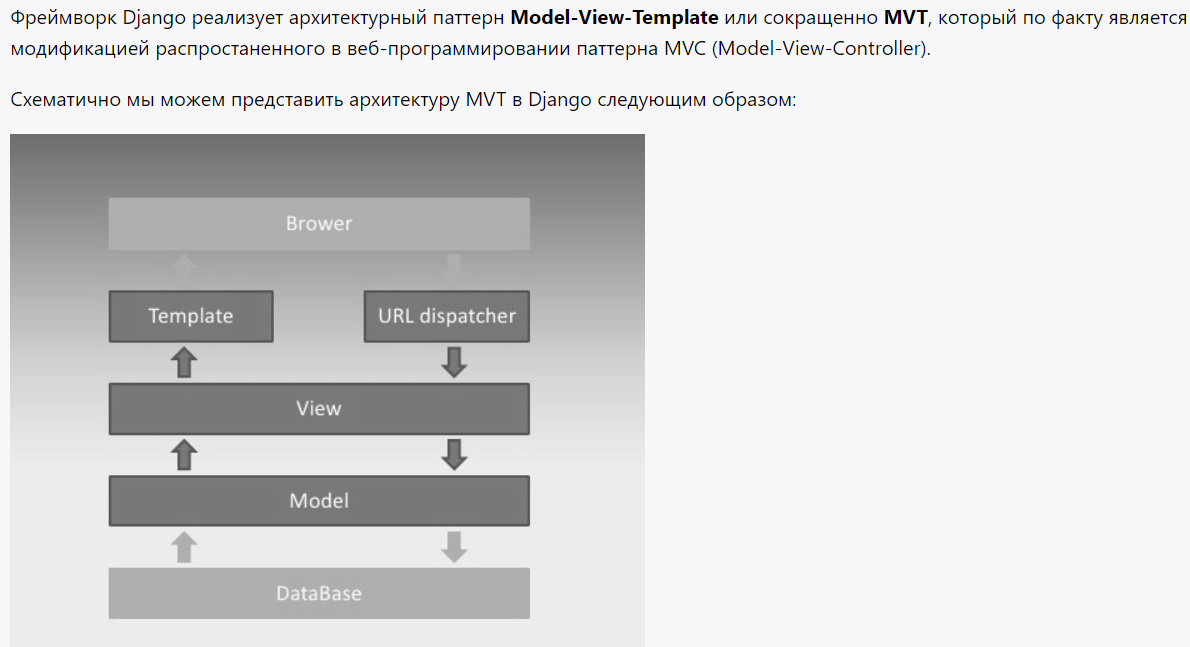 Фреймворк Django реализует архитектурный паттерн Model-View-Template или сокращенно MVT, который по факту является
модификацией распростаненного в веб-программировании паттерна MVC (Model-View-Controller).
Схематично мы можем представить архитектуру MVT в Django следующим образом:
Brower
Template
URL dispatcher
View
Model
DataBase